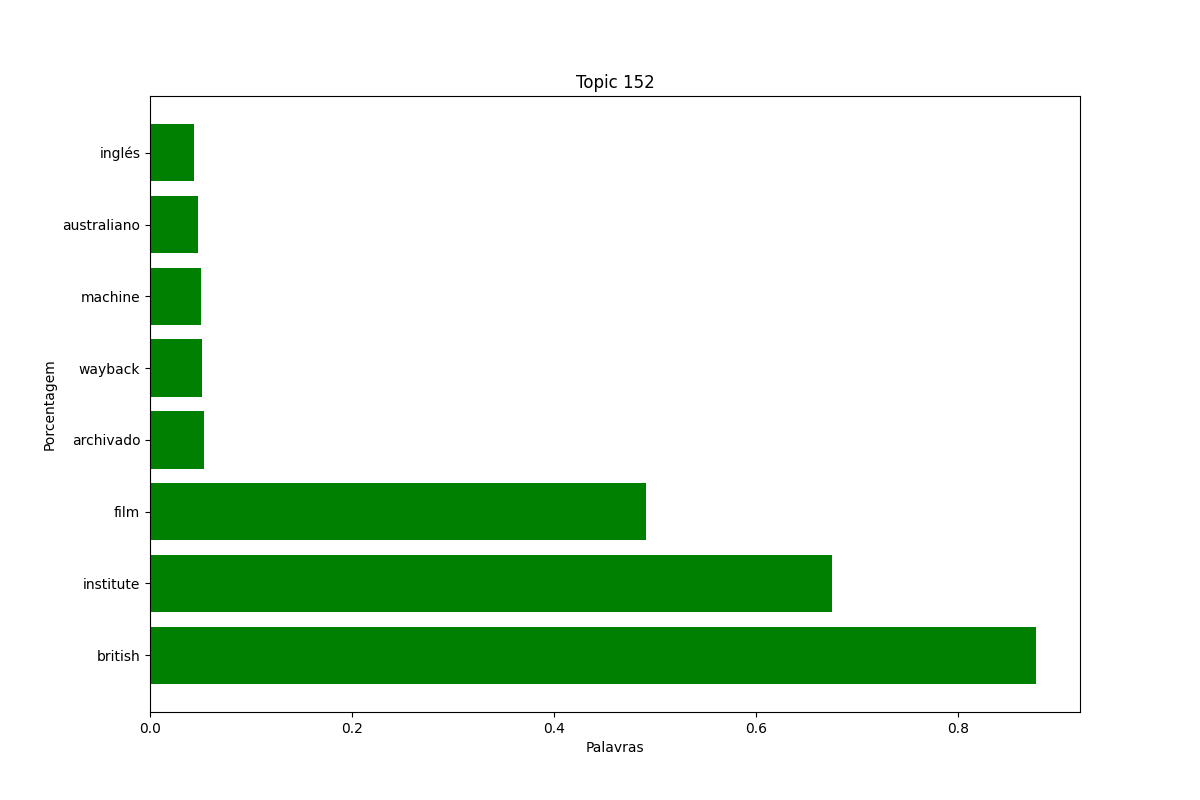 Topic 152
inglés
australiano
machine
wayback
archivado
film
institute
british
Porcentagem
0.0 0.2 0.4 0.6 0.8
Palavras